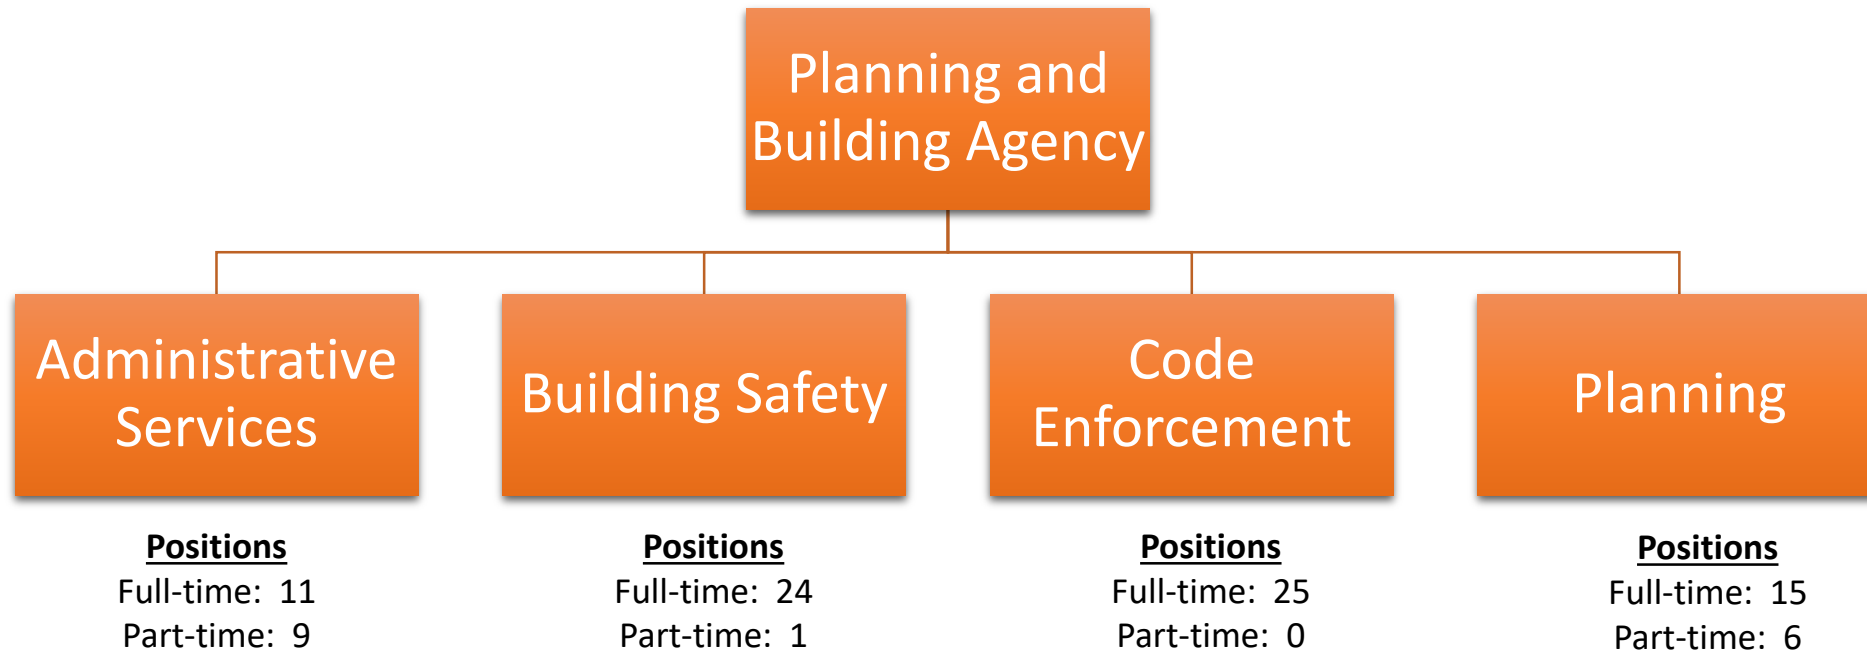 Planning and
Building Agency
Administrative
Services
Building Safety
Code
Enforcement
Planning
Positions
Full-time: 11
Part-time: 9
Positions
Full-time: 24
Part-time: 1
Positions
Full-time: 25
Part-time: 0
Positions
Full-time: 15
Part-time: 6